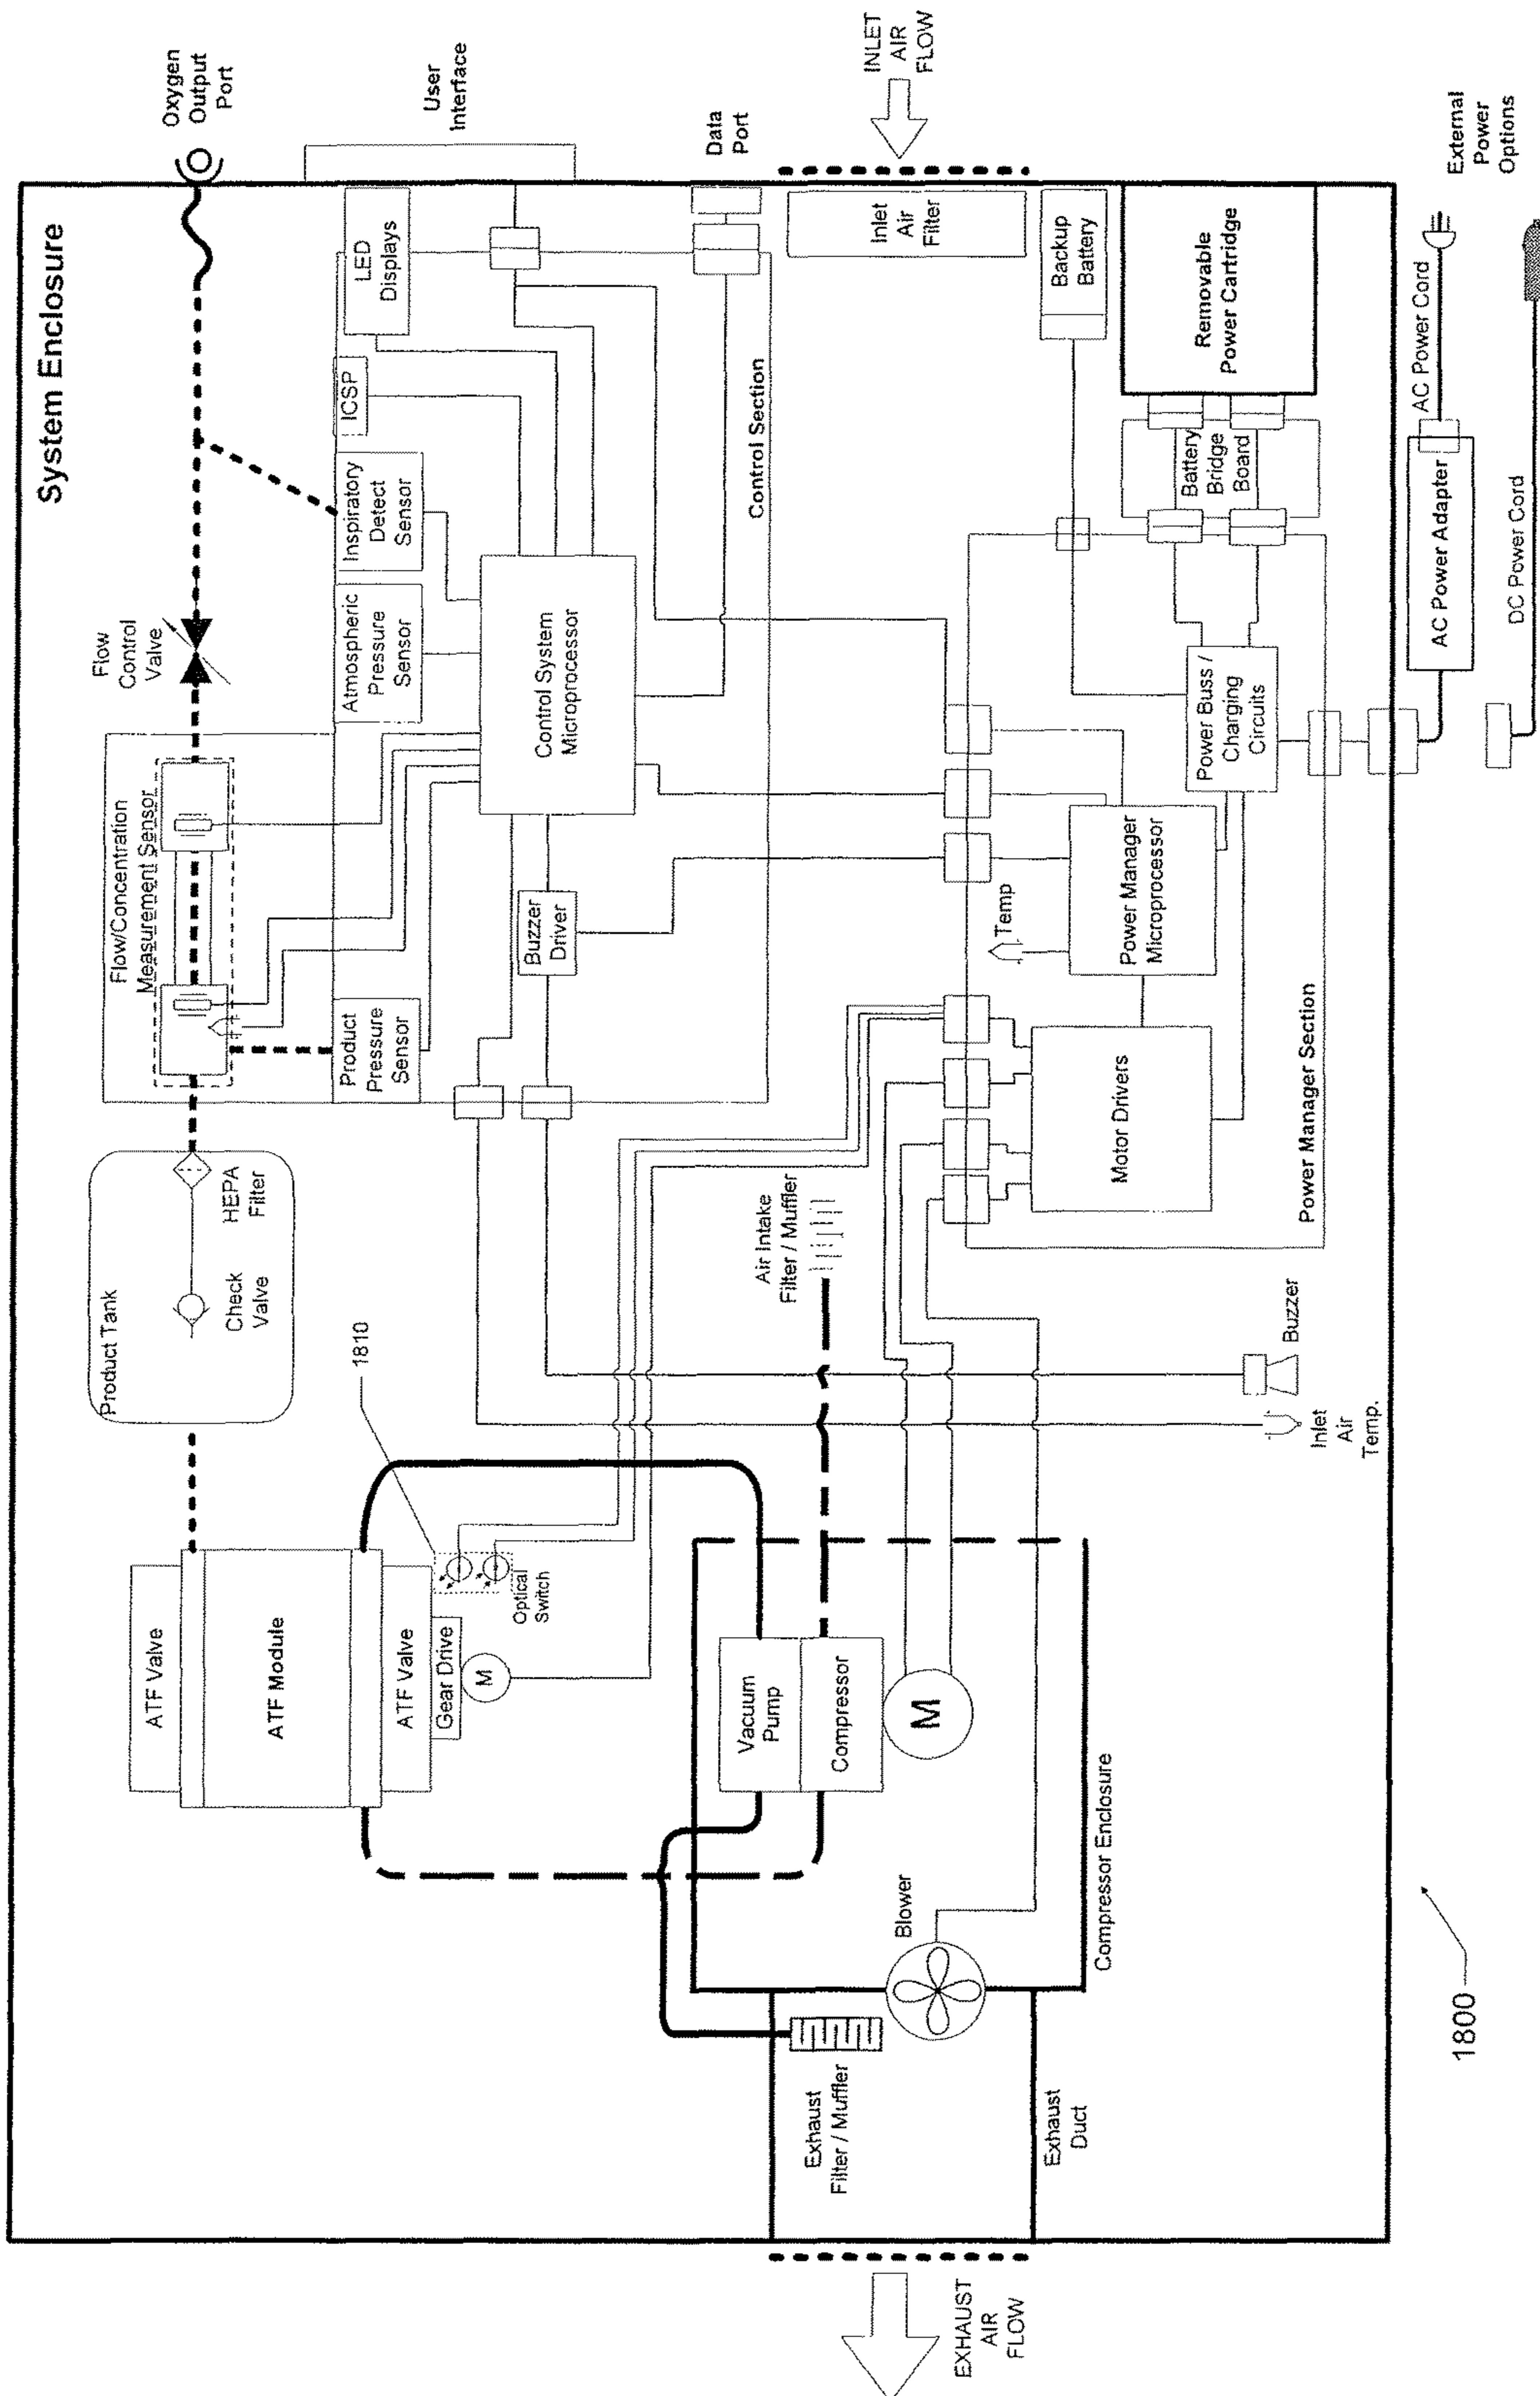 System Enclosure
Oxygen
Output
Port
User
Interface
Data
Port
INLET
AIR
FLOW
External
Power
Options
LED
Displays
Inlet
Air
Filter
Backup
Battery
Removable
Power Cartridge
AC Power Cord
ICSP
Inspiratory
Detect
Sensor
Control Section
Battery
Bridge
Board
AC Power Adapter
DC Power Cord
Flow
Control
Valve
Atmospheric
Pressure
Sensor
Control System
Microprocessor
Power Buss /
Charging
Circuits
Flow/Concentration
Measurement Sensor
Buzzer
Driver
Temp
Power Manager
Microprocessor
Product
Pressure
Sensor
Motor Drivers
Power Manager Section
HEPA
Filter
Check
Valve
Product Tank
Air Intake
Filter / Muffler
1810
Buzzer
Inlet
Air
Temp.
Optical
Switch
ATF Valve
ATF Module
ATF Valve
Gear Drive
M
Vacuum
Pump
Compressor
M
Compressor Enclosure
Blower
Exhaust
Filter / Muffler
Exhaust
Duct
EXHAUST
AIR
FLOW
1800